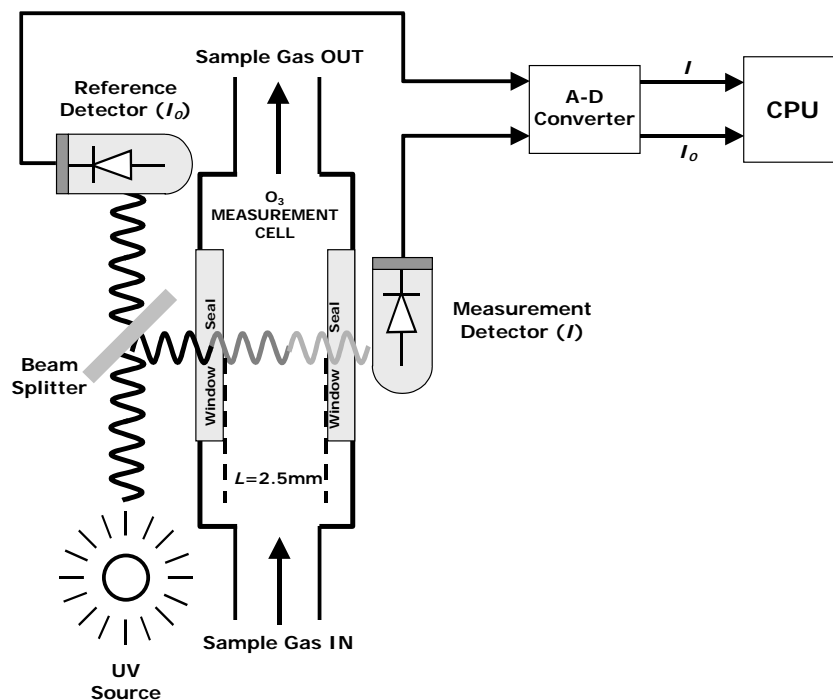 Sample Gas OUT
Reference
Detector (Io)
A-D
Converter
I
Io
CPU
O3
MEASUREMENT
CELL
Window Seal
Window Seal
Measurement
Detector (I)
Beam
Splitter
L=2.5mm
Sample Gas IN
UV
Source